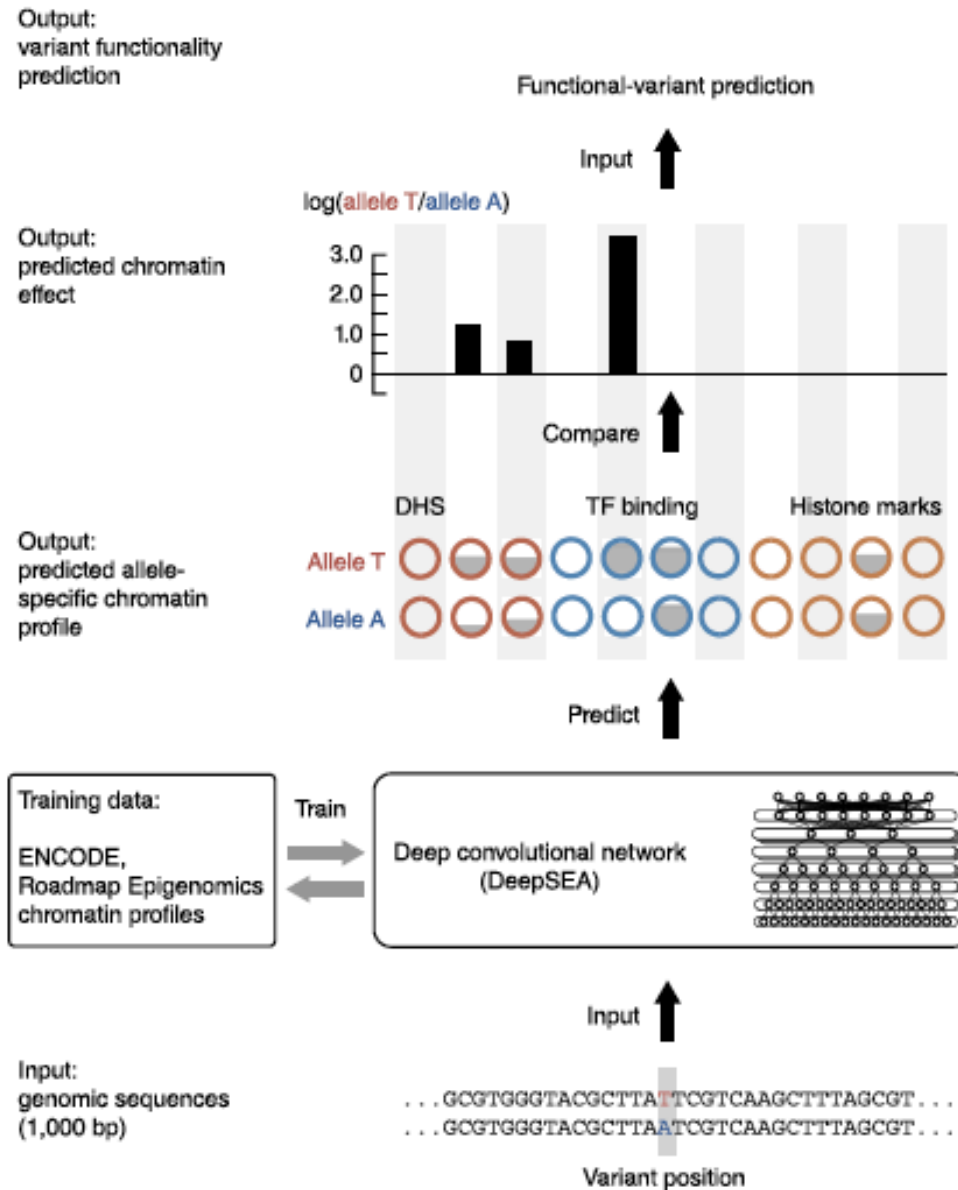 Output:
variant functionality
prediction
Functional-variant prediction
Input
log(allele T/allele A)
Output:
predicted chromatin
effect
3.0
2.0
1.0
0
Compare
DHS
TF binding
Histone marks
Output:
predicted allele-
specific chromatin
profile
Allele T
Allele A
Predict
Training data:
ENCODE,
Roadmap Epigenomics
chromatin profiles
Train
Deep convolutional network
(DeepSEA)
Input
Input:
genomic sequences
(1,000 bp)
...GCGTGGGTACGCTTATTCGTCAAGCTTTAGCGT...
...GCGTGGGTACGCTTAATCGTCAAGCTTTAGCGT...
Variant position